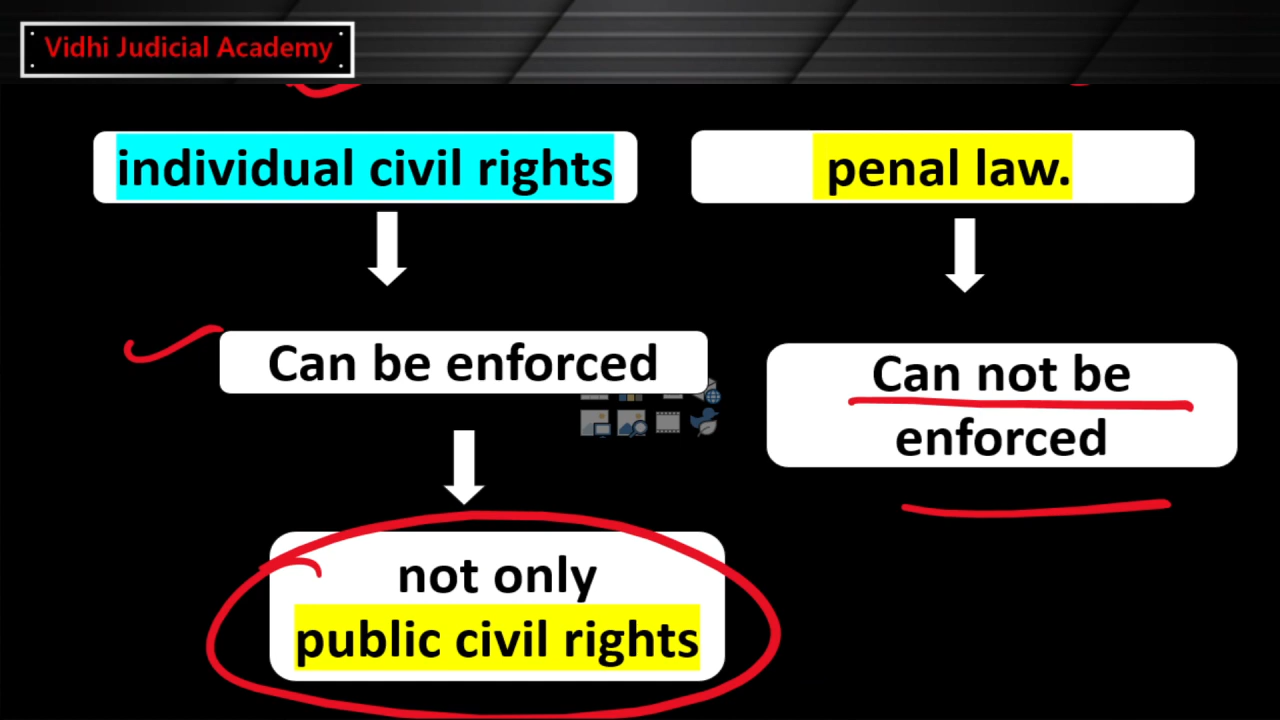 Vidhi Judicial Academy
individual civil rights
penal law.
Can be enforced
Can not be
enforced
not only
public civil rights